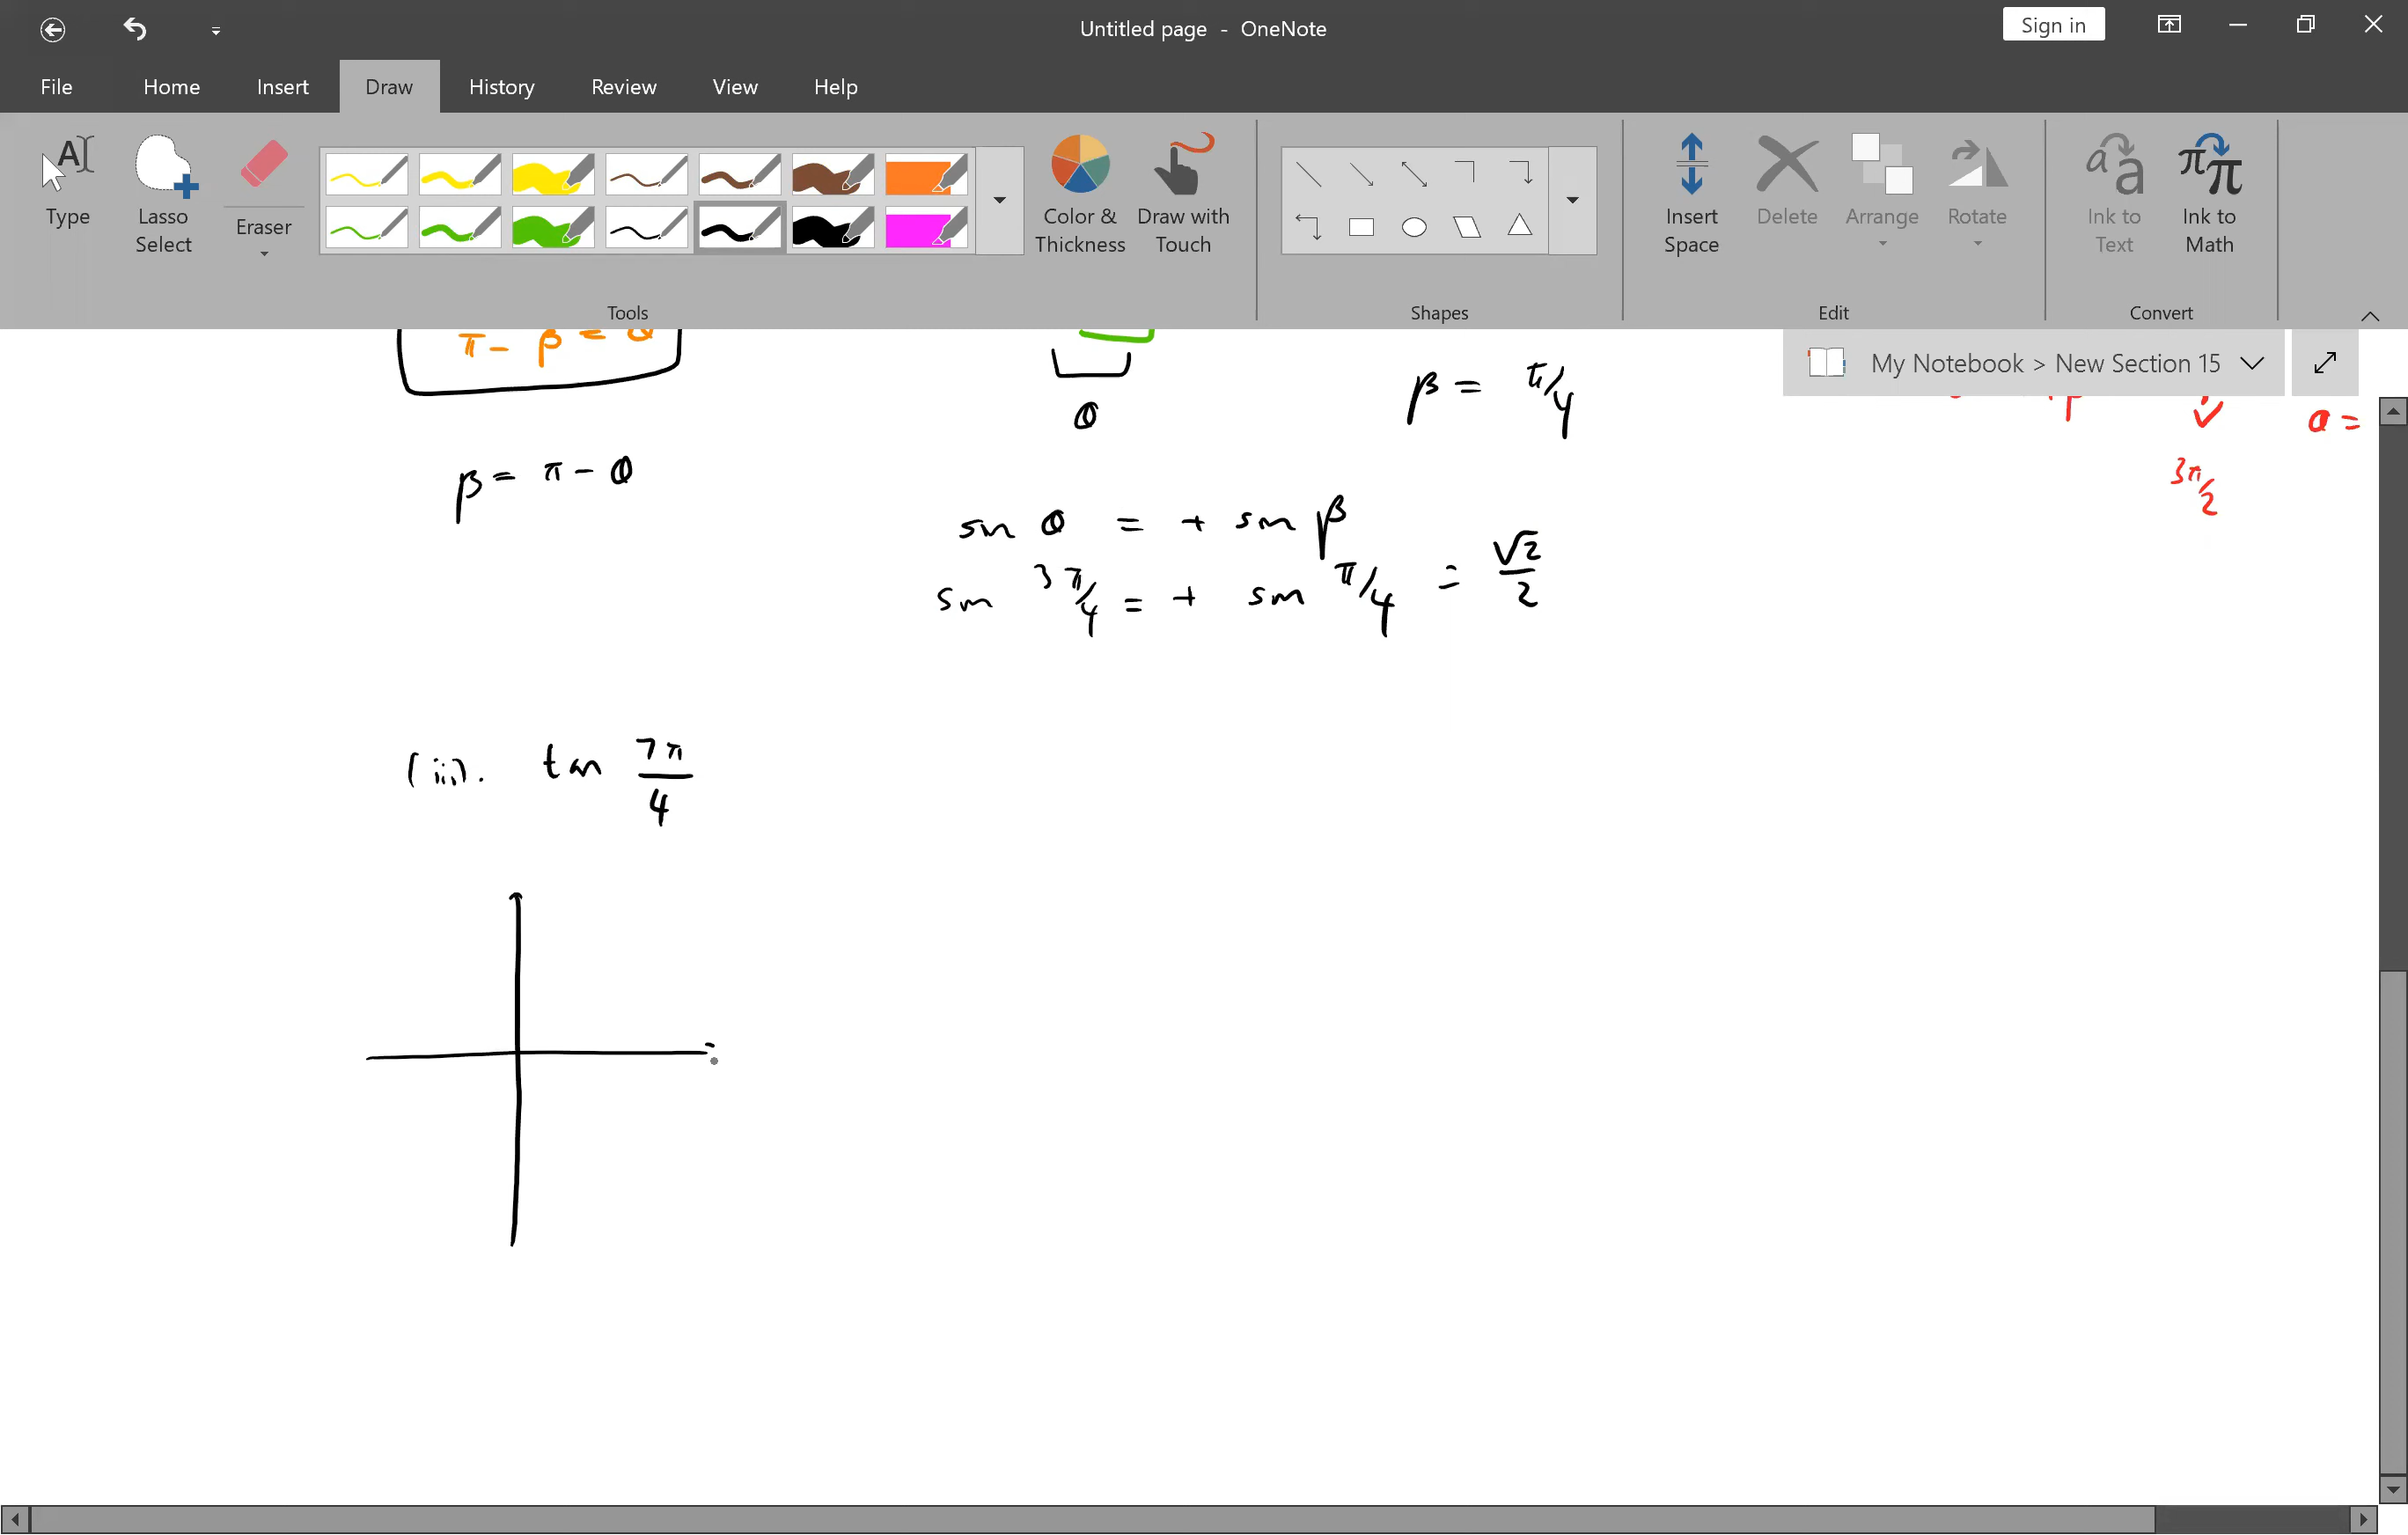 Untitled page - OneNote
Sign in
File Home Insert Draw History Review View Help
Type
Lasso Select
Eraser
Color & Thickness
Draw with Touch
Insert Space
Delete
Arrange
Rotate
Ink to Text
Ink to Math
Tools
Shapes
Edit
Convert
My Notebook > New Section 15
π - β = θ
θ
β = π/4
a =
3π/2
β = π - θ
sin θ = + sin β
sin 3π/4 = + sin π/4 = √2/2
(iii). tan 7π/4